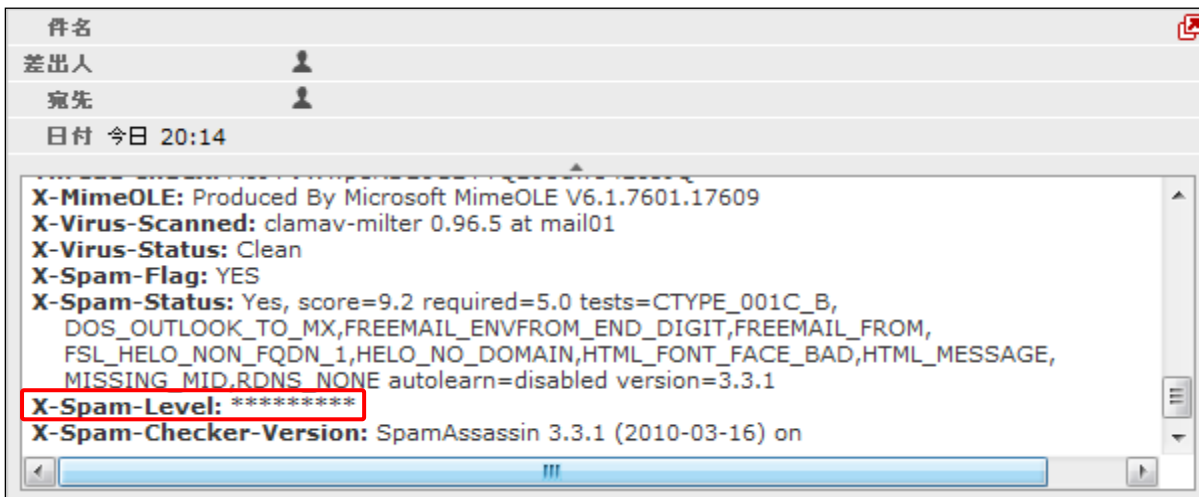 件名
差出人
宛先
日付 今日 20:14
X-MimeOLE: Produced By Microsoft MimeOLE V6.1.7601.17609
X-Virus-Scanned: clamav-milter 0.96.5 at mail01
X-Virus-Status: Clean
X-Spam-Flag: YES
X-Spam-Status: Yes, score=9.2 required=5.0 tests=CTYPE_001C_B,
DOS_OUTLOOK_TO_MX,FREEMAIL_ENVFROM_END_DIGIT,FREEMAIL_FROM,
FSL_HELO_NON_FQDN_1,HELO_NO_DOMAIN,HTML_FONT_FACE_BAD,HTML_MESSAGE,
MISSING_MID,RDNS_NONE autolearn=disabled version=3.3.1
X-Spam-Level: *********
X-Spam-Checker-Version: SpamAssassin 3.3.1 (2010-03-16) on